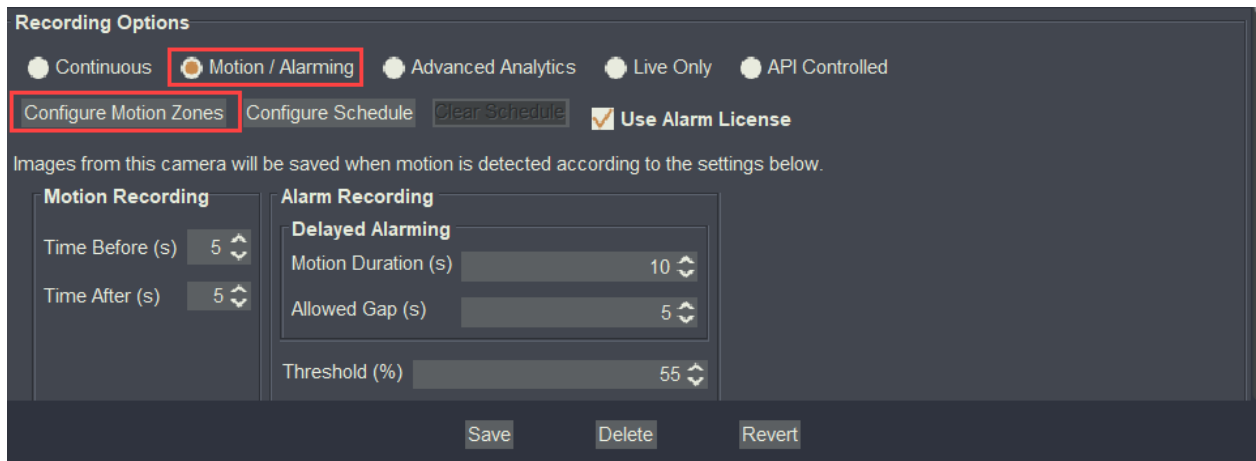 Recording Options
Continuous Motion / Alarming Advanced Analytics Live Only API Controlled
Configure Motion Zones Configure Schedule Clear Schedule Use Alarm License
Images from this camera will be saved when motion is detected according to the settings below.
Motion Recording Alarm Recording
Delayed Alarming
Time Before (s) 5 Motion Duration (s) 10
Time After (s) 5 Allowed Gap (s) 5
Threshold (%) 55
Save Delete Revert